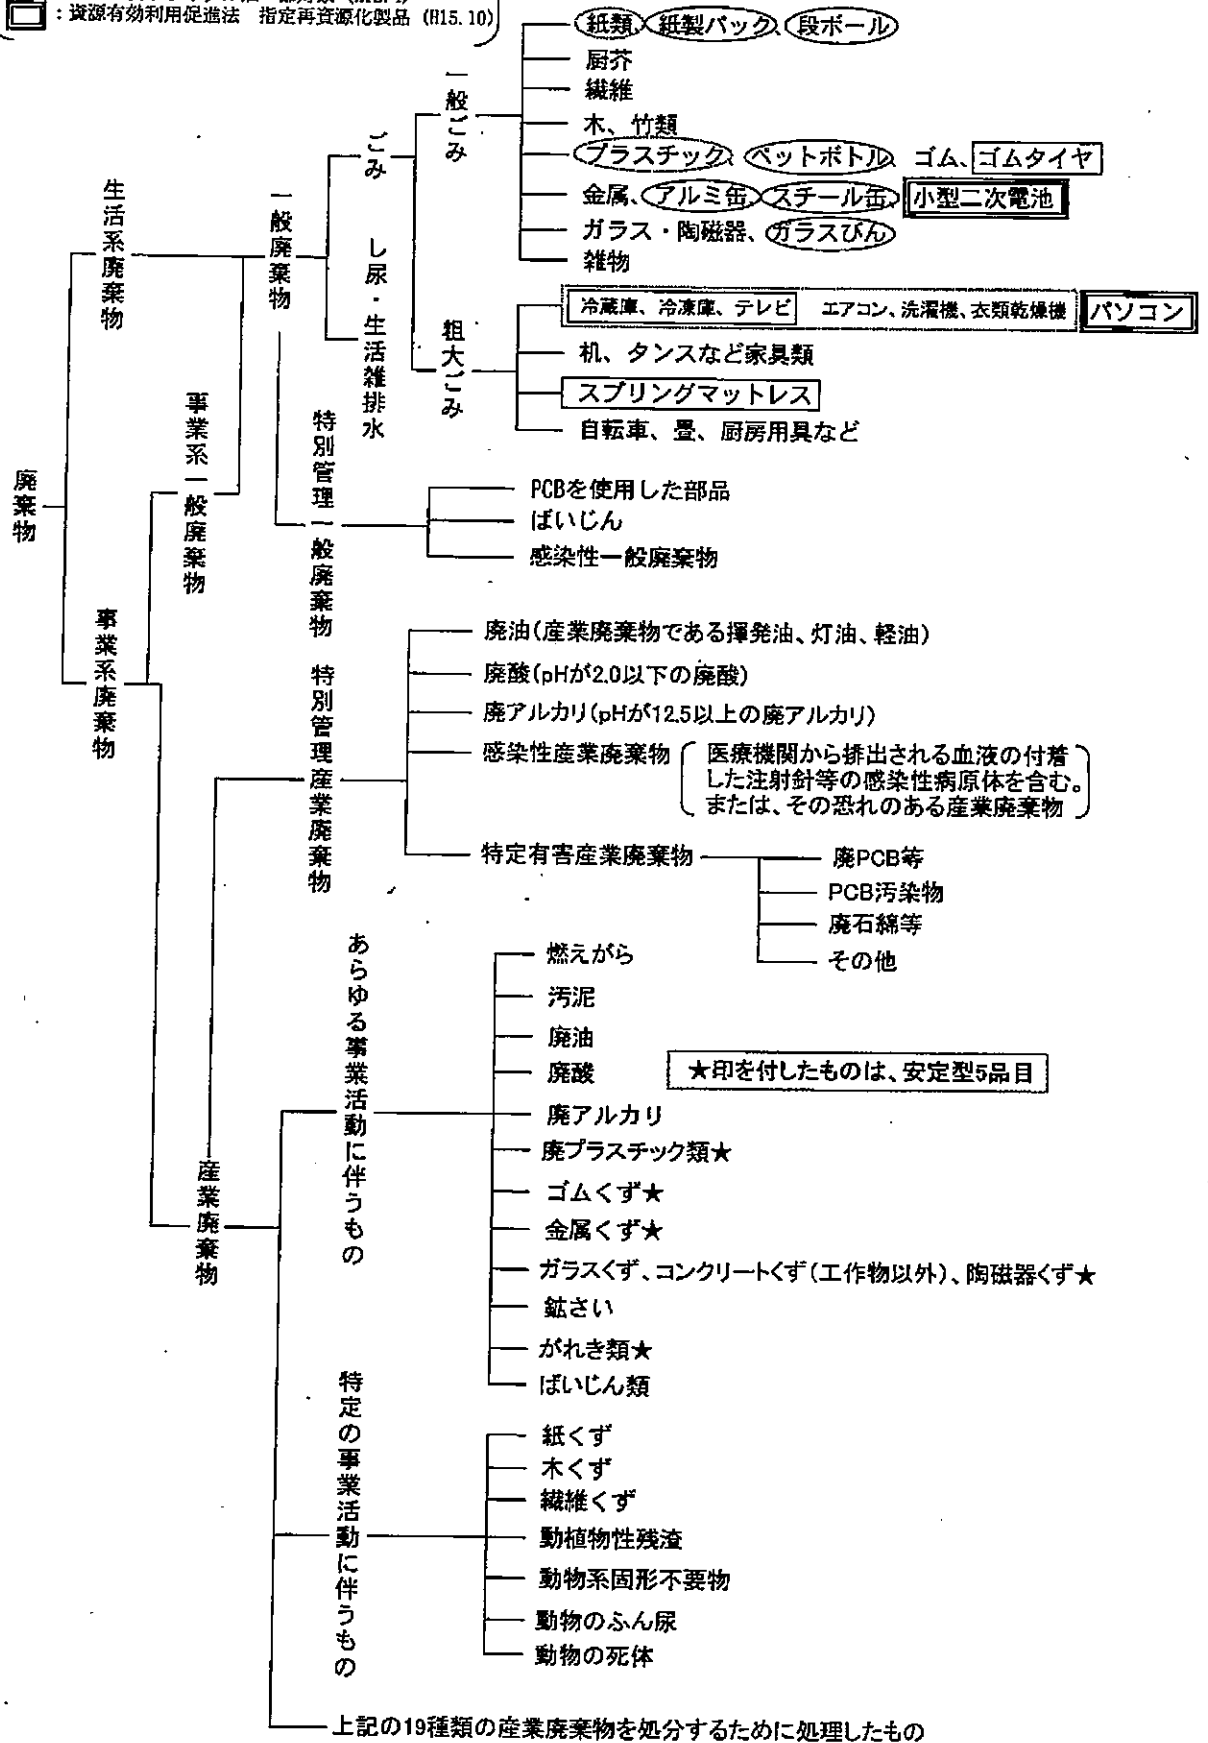 ：資源有効利用促進法　指定再資源化製品 (H15.10)
廃棄物
生活系廃棄物
事業系廃棄物
事業系一般廃棄物
一般廃棄物
ごみ
し尿・生活雑排水
一般ごみ
紙類、紙製パック、段ボール
厨芥
繊維
木、竹類
プラスチック、ペットボトル、ゴム、ゴムタイヤ
金属、アルミ缶、スチール缶、小型二次電池
ガラス・陶磁器、ガラスびん
雑物
粗大ごみ
冷蔵庫、冷凍庫、テレビ　エアコン、洗濯機、衣類乾燥機　パソコン
机、タンスなど家具類
スプリングマットレス
自転車、畳、厨房用具など
特別管理一般廃棄物
PCBを使用した部品
ばいじん
感染性一般廃棄物
特別管理産業廃棄物
廃油(産業廃棄物である揮発油、灯油、軽油)
廃酸(pHが2.0以下の廃酸)
廃アルカリ(pHが12.5以上の廃アルカリ)
感染性産業廃棄物
医療機関から排出される血液の付着
した注射針等の感染性病原体を含む。
または、その恐れのある産業廃棄物
特定有害産業廃棄物
廃PCB等
PCB汚染物
廃石綿等
その他
産業廃棄物
あらゆる事業活動に伴うもの
燃えがら
汚泥
廃油
廃酸
★印を付したものは、安定型5品目
廃アルカリ
廃プラスチック類★
ゴムくず★
金属くず★
ガラスくず、コンクリートくず(工作物以外)、陶磁器くず★
鉱さい
がれき類★
ばいじん類
特定の事業活動に伴うもの
紙くず
木くず
繊維くず
動植物性残渣
動物系固形不要物
動物のふん尿
動物の死体
上記の19種類の産業廃棄物を処分するために処理したもの